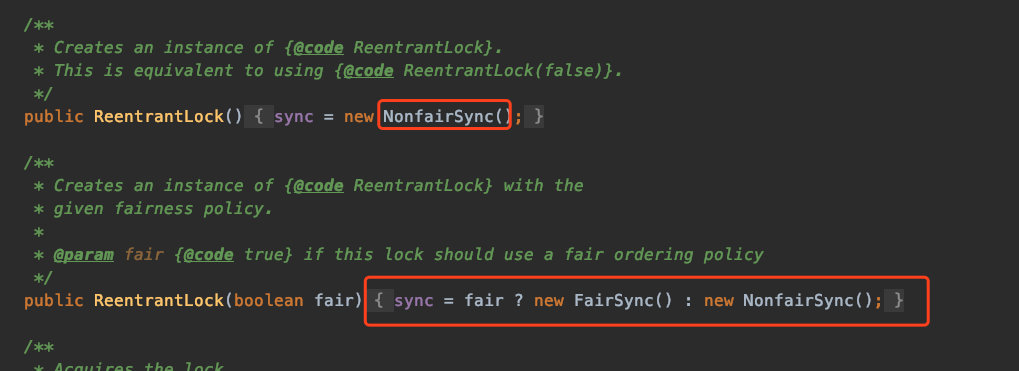 /**
* Creates an instance of {@code ReentrantLock}.
* This is equivalent to using {@code ReentrantLock(false)}.
*/
public ReentrantLock() { sync = new NonfairSync(); }
/**
* Creates an instance of {@code ReentrantLock} with the
* given fairness policy.
*
* @param fair {@code true} if this lock should use a fair ordering policy
*/
public ReentrantLock(boolean fair) { sync = fair ? new FairSync() : new NonfairSync(); }
/**
* Acquires the lock